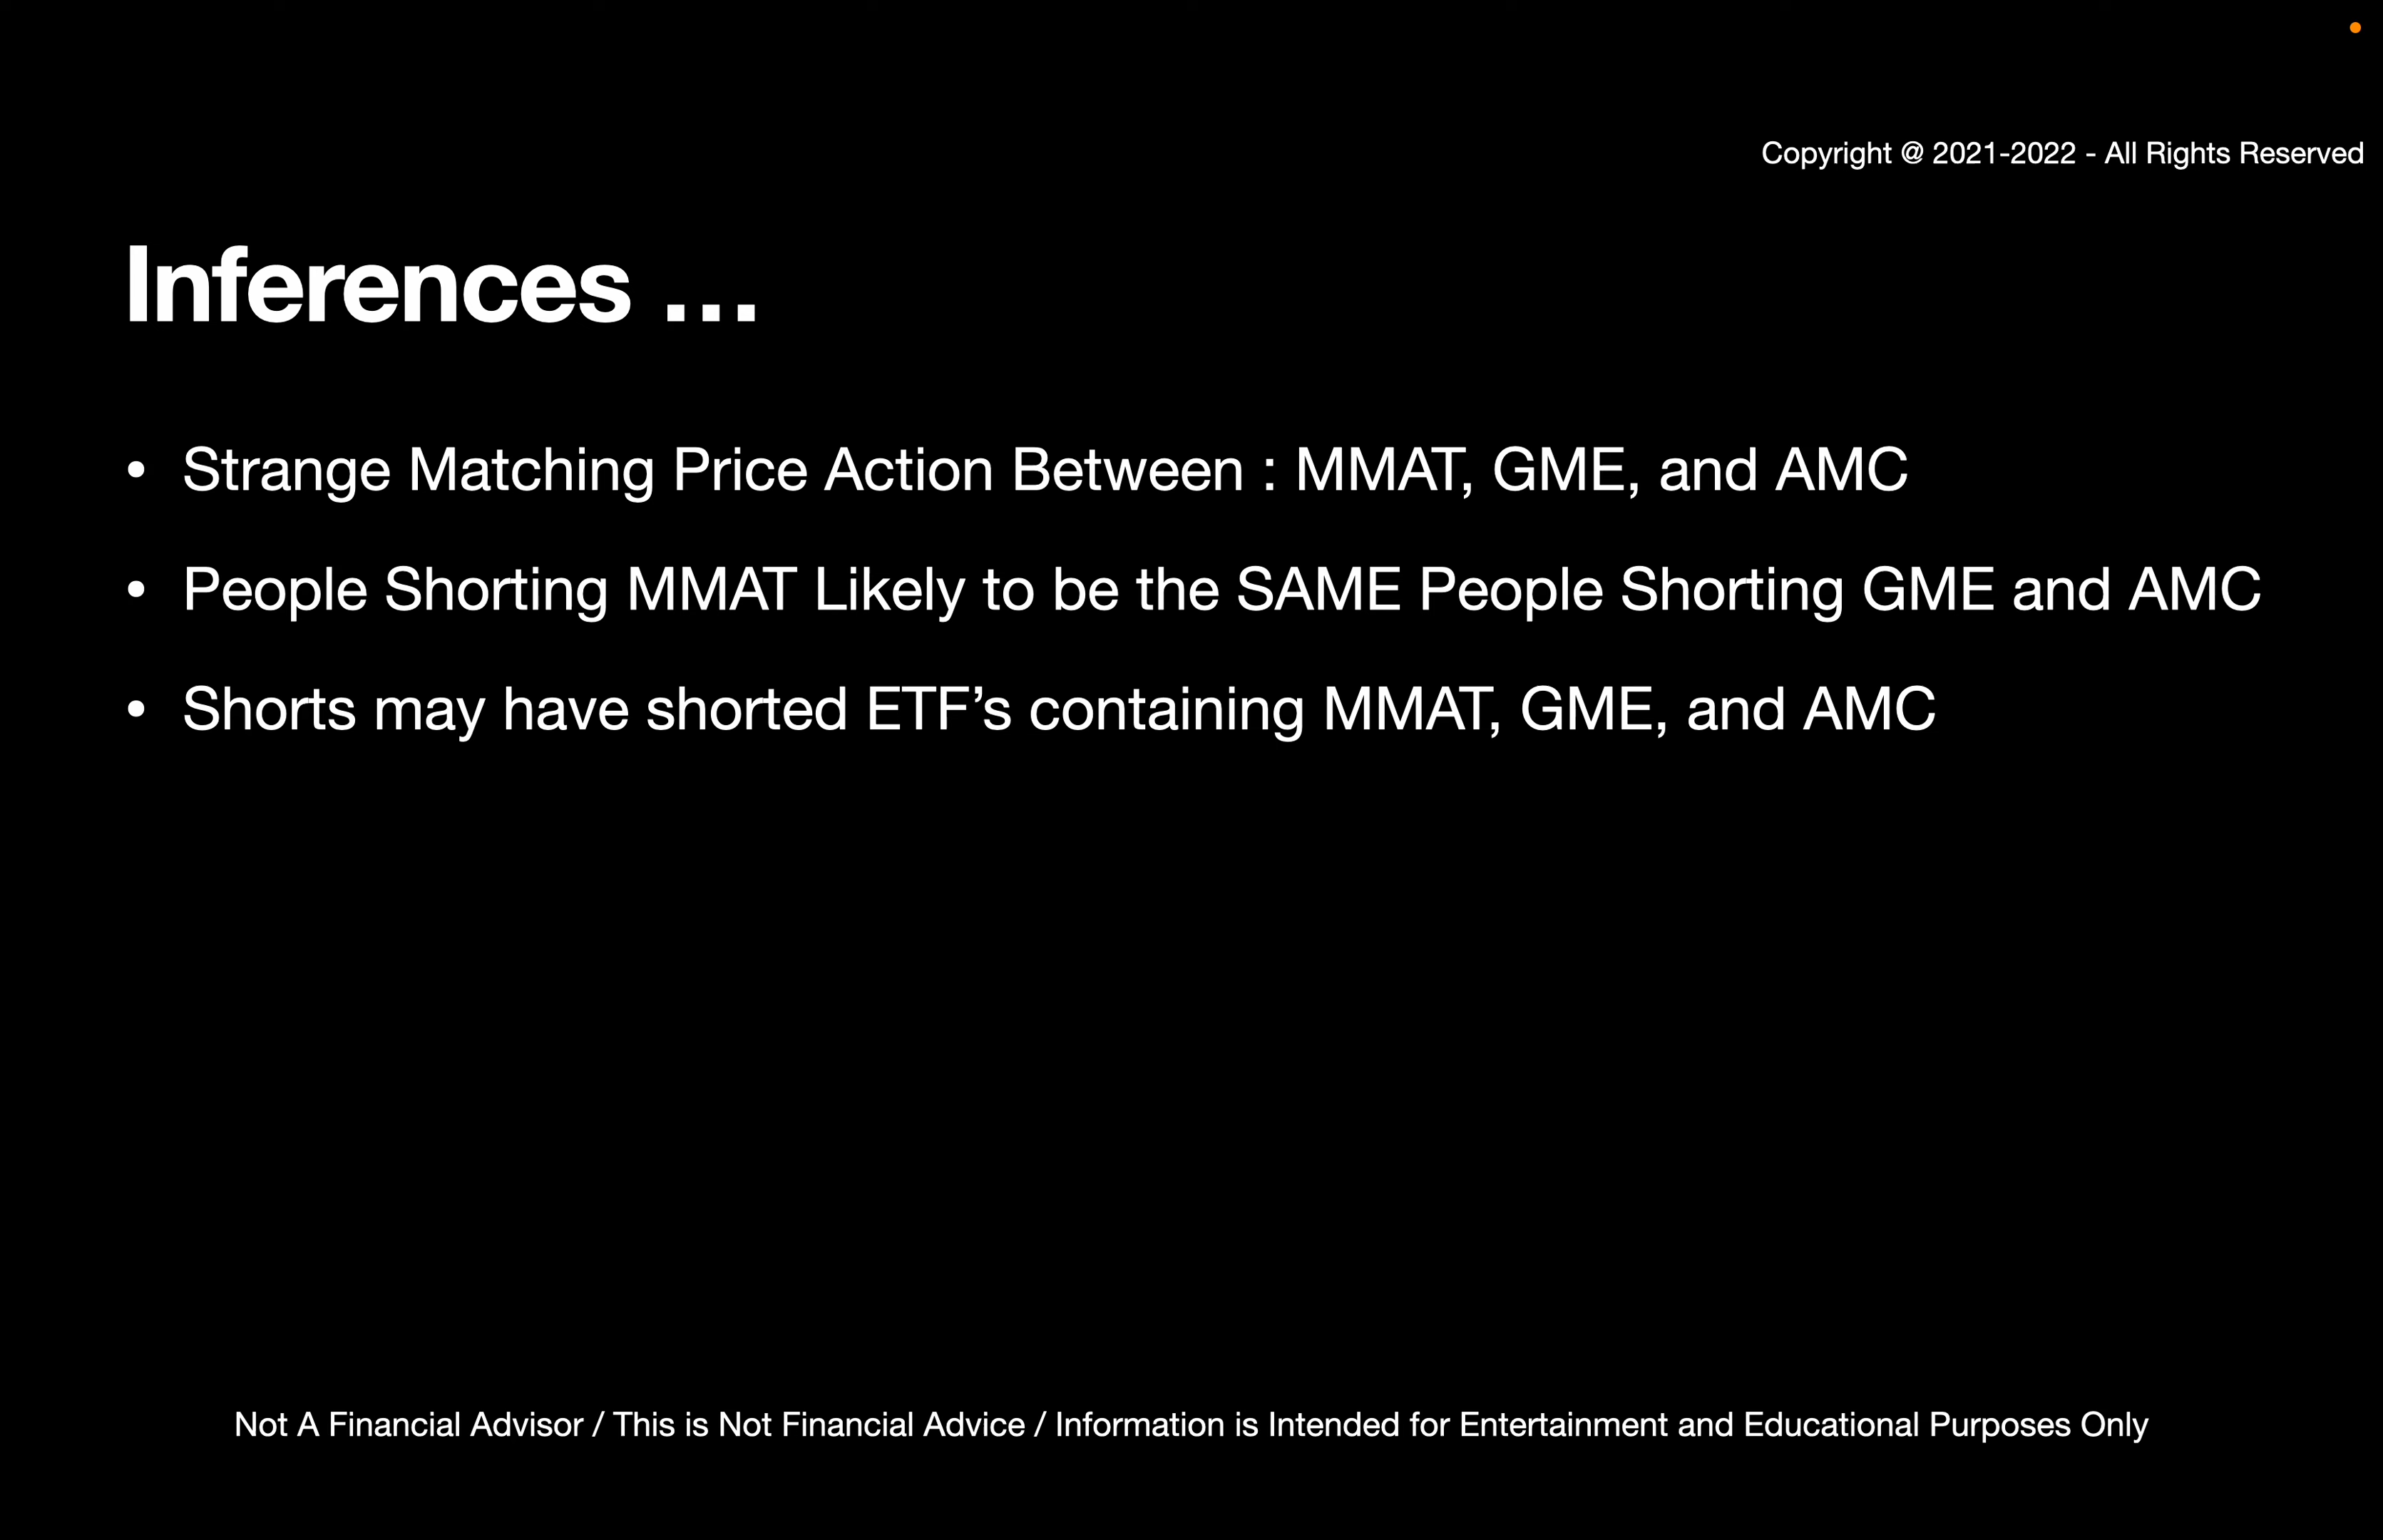 Copyright @ 2021-2022 - All Rights Reserved
Inferences …
• Strange Matching Price Action Between : MMAT, GME, and AMC
• People Shorting MMAT Likely to be the SAME People Shorting GME and AMC
• Shorts may have shorted ETF’s containing MMAT, GME, and AMC
Not A Financial Advisor / This is Not Financial Advice / Information is Intended for Entertainment and Educational Purposes Only